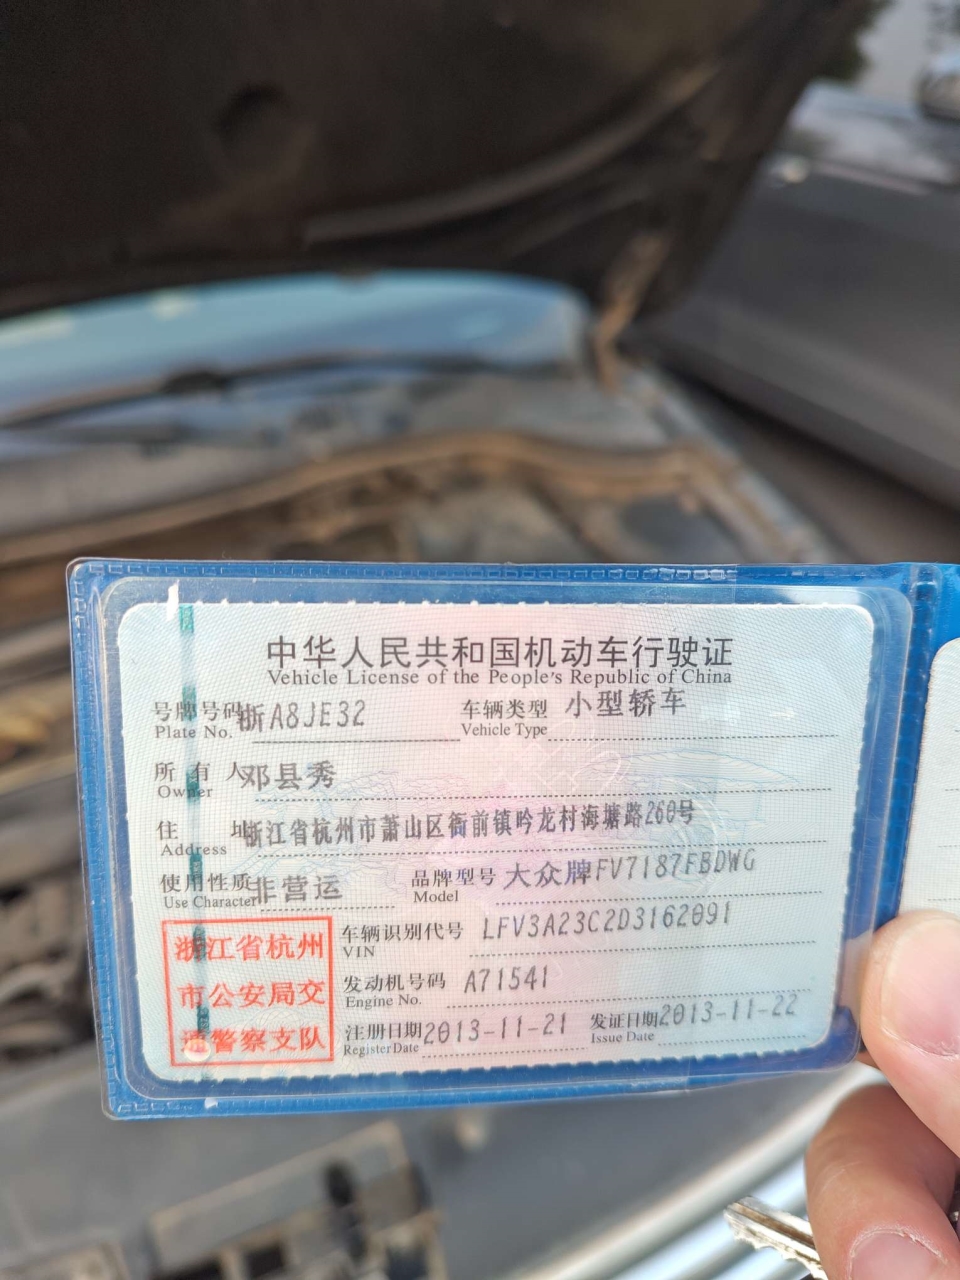 中华人民共和国机动车行驶证
Vehicle License of the People's Republic of China
号牌号码 浙A8JE32 车辆类型 小型轿车
Plate No. Vehicle Type
所有人 邓县秀
Owner
住址 浙江省杭州市萧山区衙前镇吟龙村海塘路260号
Address
使用性质 非营运 品牌型号 大众牌FV7187FBDWG
Use Character Model
浙江省杭州
市公安局交
通警察支队
车辆识别代号 LFV3A23C2D3162091
VIN
发动机号码 A71541
Engine No.
注册日期 2013-11-21 发证日期 2013-11-22
Register Date Issue Date